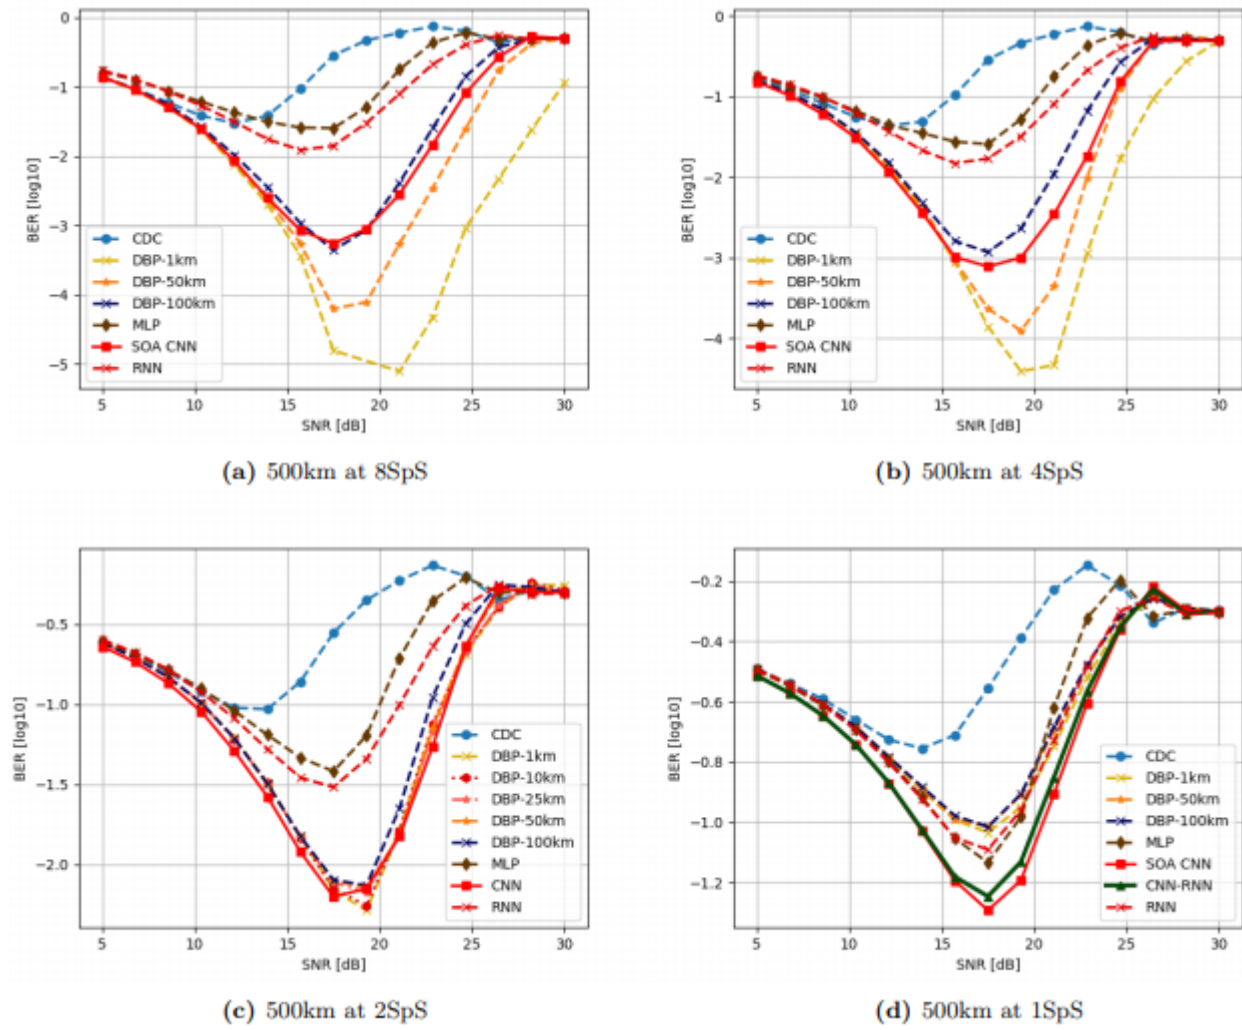 0
−1
−2
−3
−4
−5
BER [log10]
CDC
DBP-1km
DBP-50km
DBP-100km
MLP
SOA CNN
RNN
5 10 15 20 25 30
SNR [dB]
(a) 500km at 8SpS
0
−1
−2
−3
−4
BER [log10]
CDC
DBP-1km
DBP-50km
DBP-100km
MLP
SOA CNN
RNN
5 10 15 20 25 30
SNR [dB]
(b) 500km at 4SpS
−0.5
−1.0
−1.5
−2.0
BER [log10]
CDC
DBP-1km
DBP-10km
DBP-25km
DBP-50km
DBP-100km
MLP
CNN
RNN
5 10 15 20 25 30
SNR [dB]
(c) 500km at 2SpS
−0.2
−0.4
−0.6
−0.8
−1.0
−1.2
BER [log10]
CDC
DBP-1km
DBP-50km
DBP-100km
MLP
SOA CNN
CNN-RNN
RNN
5 10 15 20 25 30
SNR [dB]
(d) 500km at 1SpS